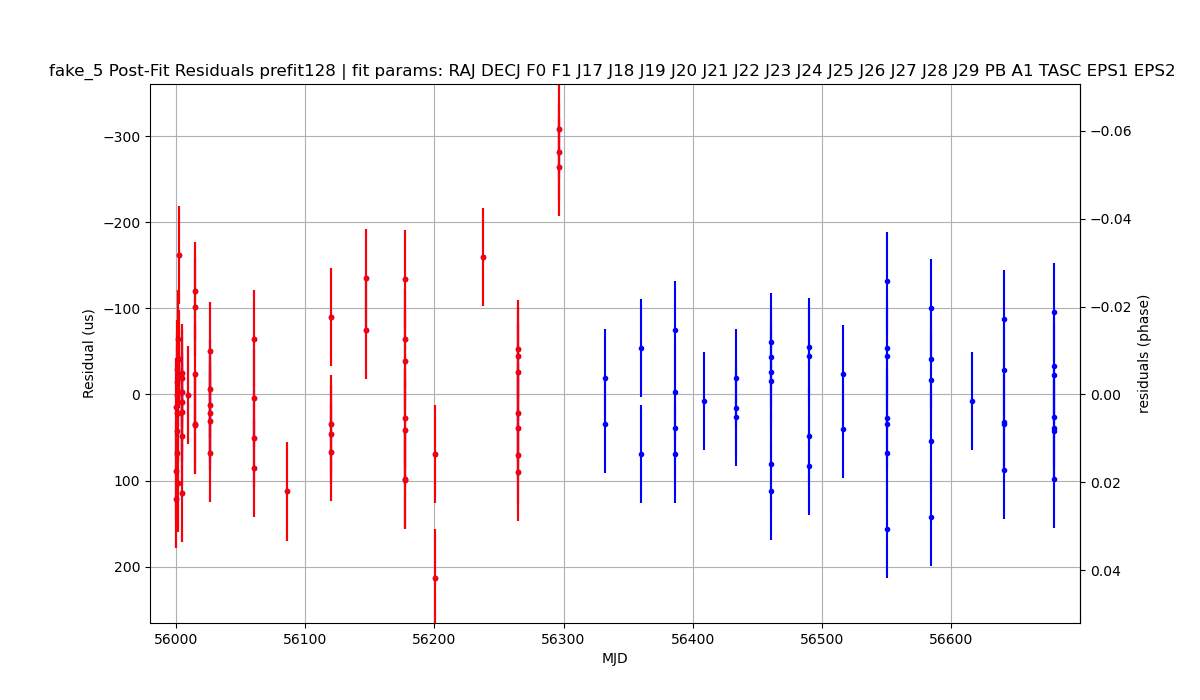 fake_5 Post-Fit Residuals prefit128 | fit params: RAJ DECJ F0 F1 J17 J18 J19 J20 J21 J22 J23 J24 J25 J26 J27 J28 J29 PB A1 TASC EPS1 EPS2
−300
−200
−100
0
100
200
Residual (us)
−0.06
−0.04
−0.02
0.00
0.02
0.04
residuals (phase)
56000 56100 56200 56300 56400 56500 56600
MJD